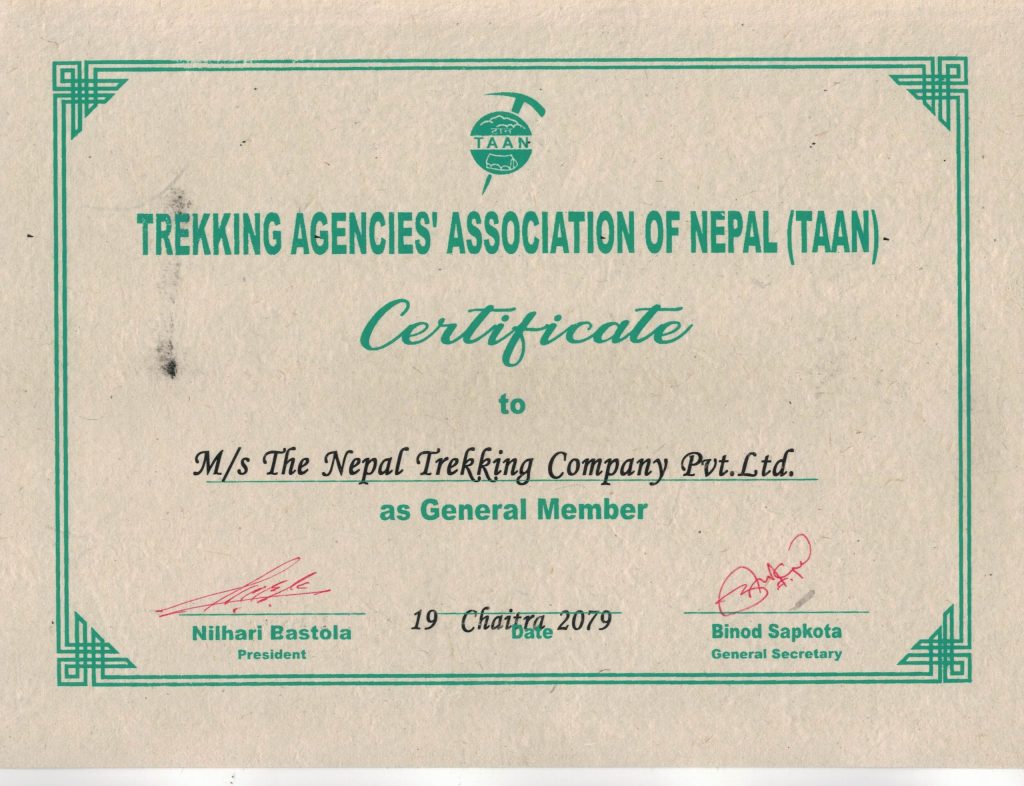 TAAN
TREKKING AGENCIES' ASSOCIATION OF NEPAL (TAAN)
Certificate
to
M/s The Nepal Trekking Company Pvt.Ltd.
as General Member
19 Chaitra 2079
Date
Nilhari Bastola
President
Binod Sapkota
General Secretary